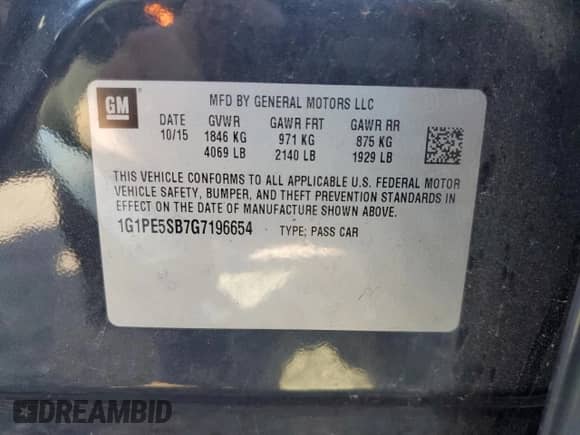 GM
MFD BY GENERAL MOTORS LLC
DATE GVWR GAWR FRT GAWR RR
10/15 1846 KG 971 KG 875 KG
4069 LB 2140 LB 1929 LB
THIS VEHICLE CONFORMS TO ALL APPLICABLE U.S. FEDERAL MOTOR
VEHICLE SAFETY, BUMPER, AND THEFT PREVENTION STANDARDS IN
EFFECT ON THE DATE OF MANUFACTURE SHOWN ABOVE.
1G1PE5SB7G7196654 TYPE: PASS CAR
DREAMBID